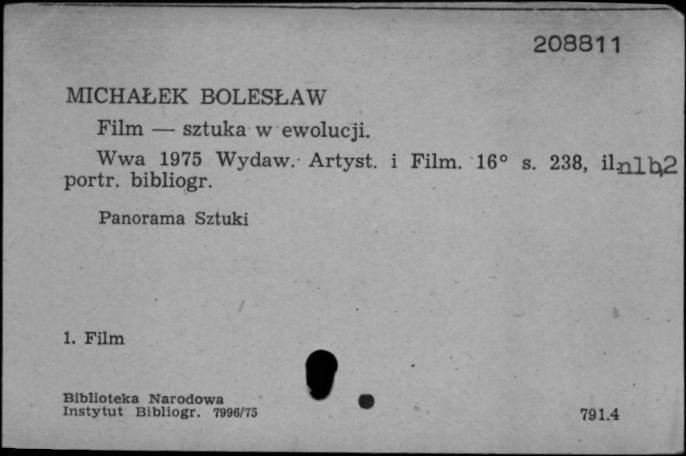 208811
MICHAŁEK BOLESŁAW
Film — sztuka w ewolucji.
Wwa 1975 Wydaw. Artyst. i Film. 16° s. 238, il. nlb2
portr. bibliogr.
Panorama Sztuki
1. Film
Biblioteka Narodowa
Instytut Bibliogr. 7996/75
791.4